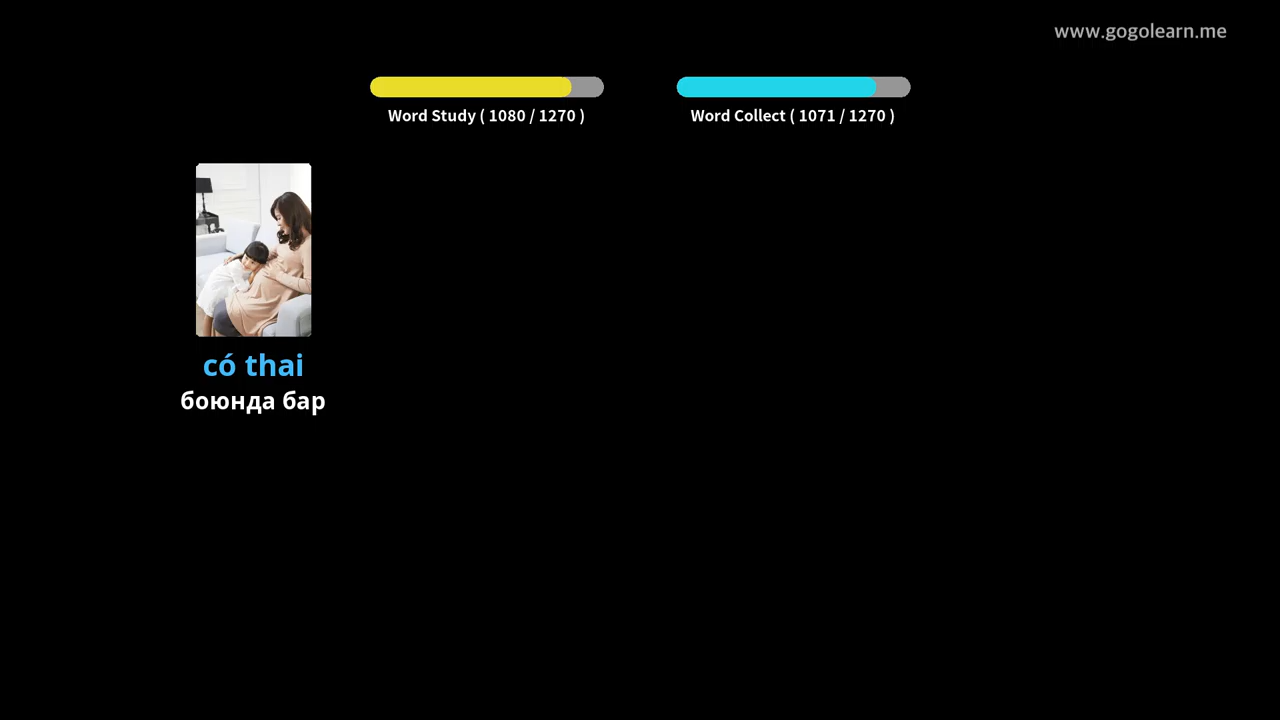 www.gogolearn.me
Word Study ( 1080 / 1270 )
Word Collect ( 1071 / 1270 )
có thai
боюнда бар